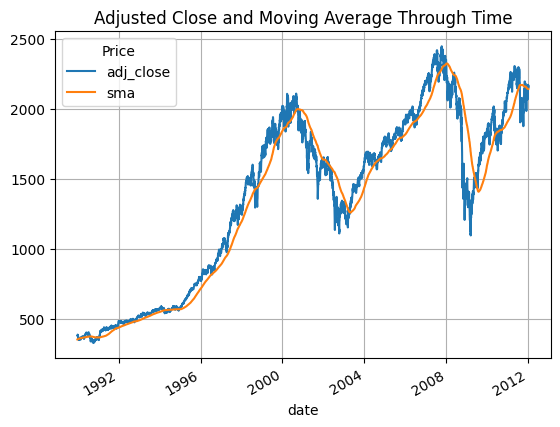 Adjusted Close and Moving Average Through Time
Price
adj_close
sma
2500
2000
1500
1000
500
1992
1996
2000
2004
2008
2012
date